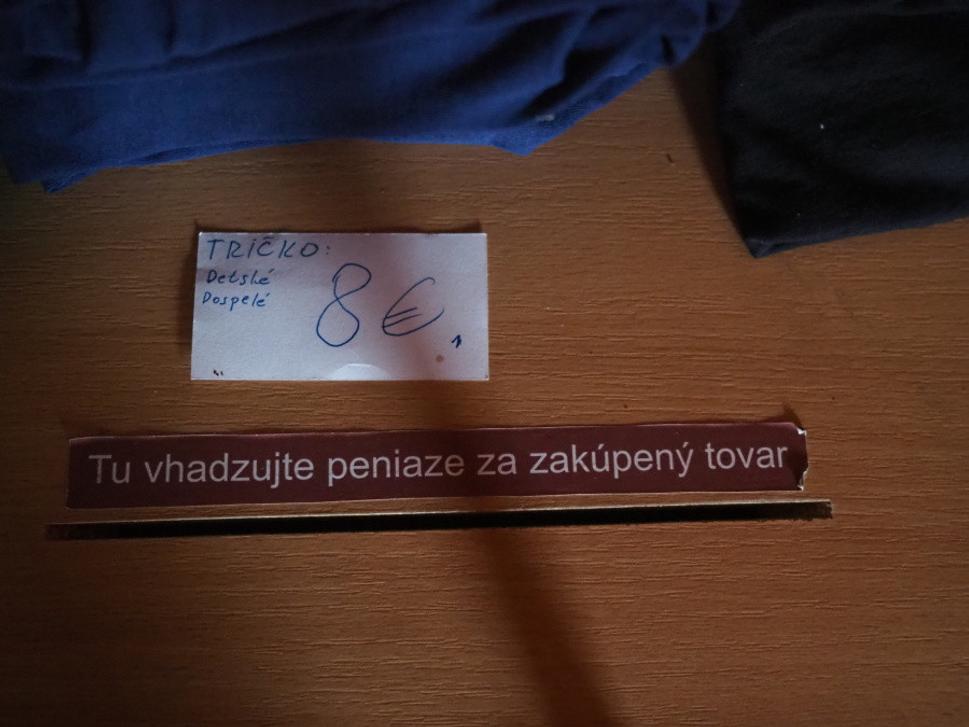 TRIČKO:
Detské
Dospelé
8 €
Tu vhadzujte peniaze za zakúpený tovar